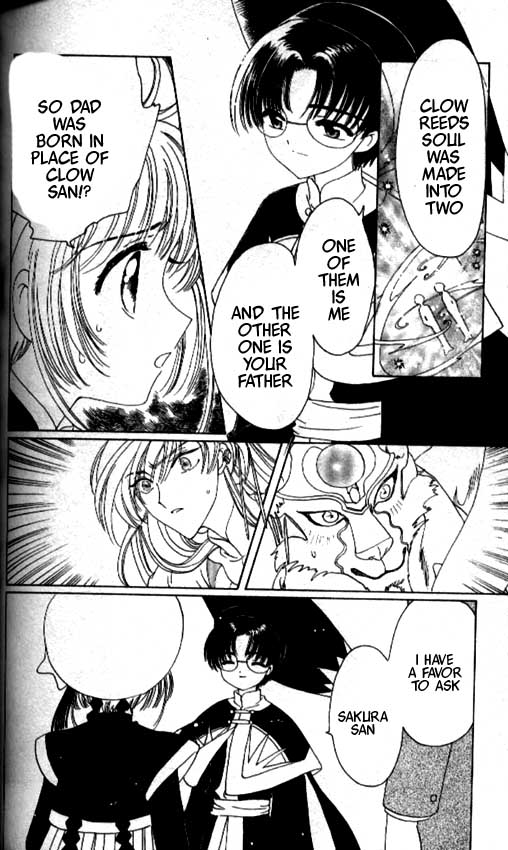 CLOW
REEDS
SOUL
WAS
MADE
INTO
TWO
ONE
OF
THEM
IS
ME
AND THE
OTHER
ONE IS
YOUR
FATHER
SO DAD
WAS
BORN IN
PLACE OF
CLOW
SAN!?
I HAVE
A FAVOR
TO ASK
SAKURA
SAN